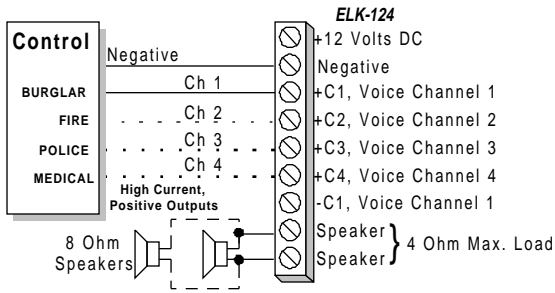 ELK-124
Control
+12 Volts DC
Negative
Negative
BURGLAR
Ch 1
+C1, Voice Channel 1
FIRE
Ch 2
+C2, Voice Channel 2
POLICE
Ch 3
+C3, Voice Channel 3
MEDICAL
Ch 4
+C4, Voice Channel 4
High Current,
Positive Outputs
-C1, Voice Channel 1
8 Ohm
Speakers
Speaker
Speaker
} 4 Ohm Max. Load